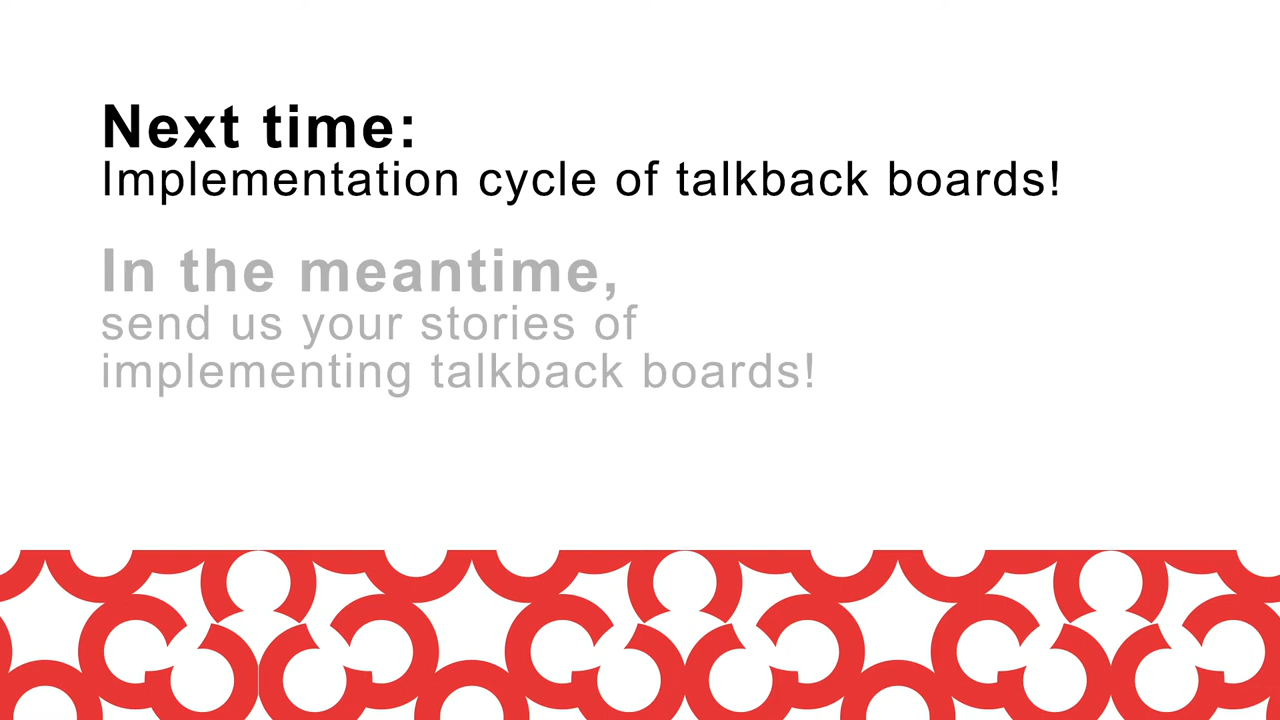 Next time:
Implementation cycle of talkback boards!
In the meantime,
send us your stories of
implementing talkback boards!